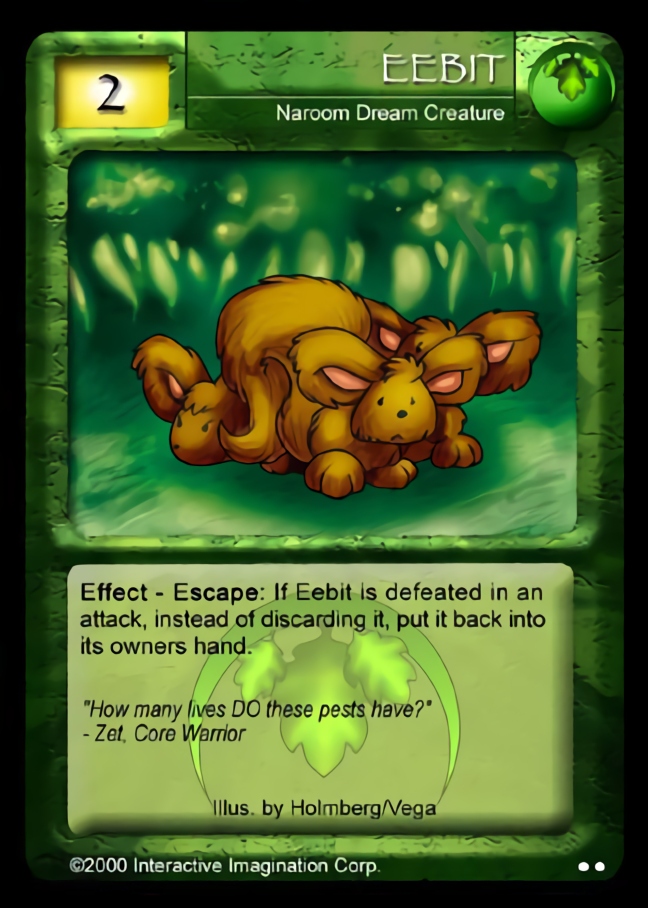 2
EEBIT
Naroom Dream Creature
Effect - Escape: If Eebit is defeated in an
attack, instead of discarding it, put it back into
its owners hand.
"How many lives DO these pests have?"
- Zet, Core Warrior
Illus. by Holmberg/Vega
©2000 Interactive Imagination Corp.